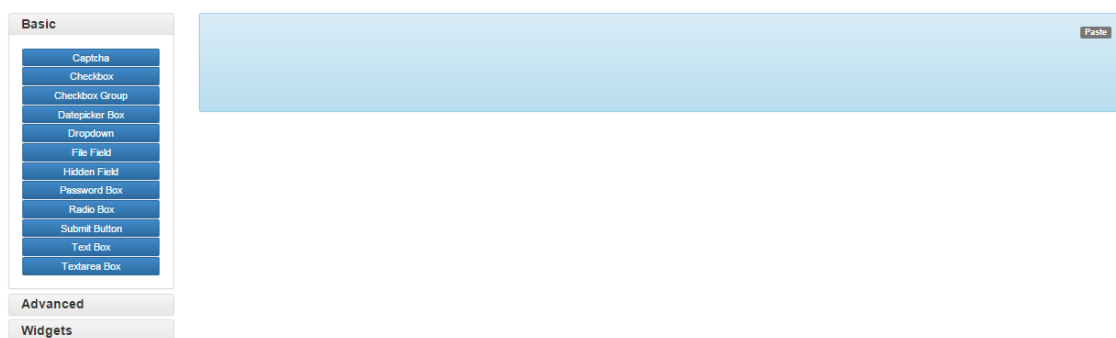 Basic
Captcha
Checkbox
Checkbox Group
Datepicker Box
Dropdown
File Field
Hidden Field
Password Box
Radio Box
Submit Button
Text Box
Textarea Box
Advanced
Widgets
Paste